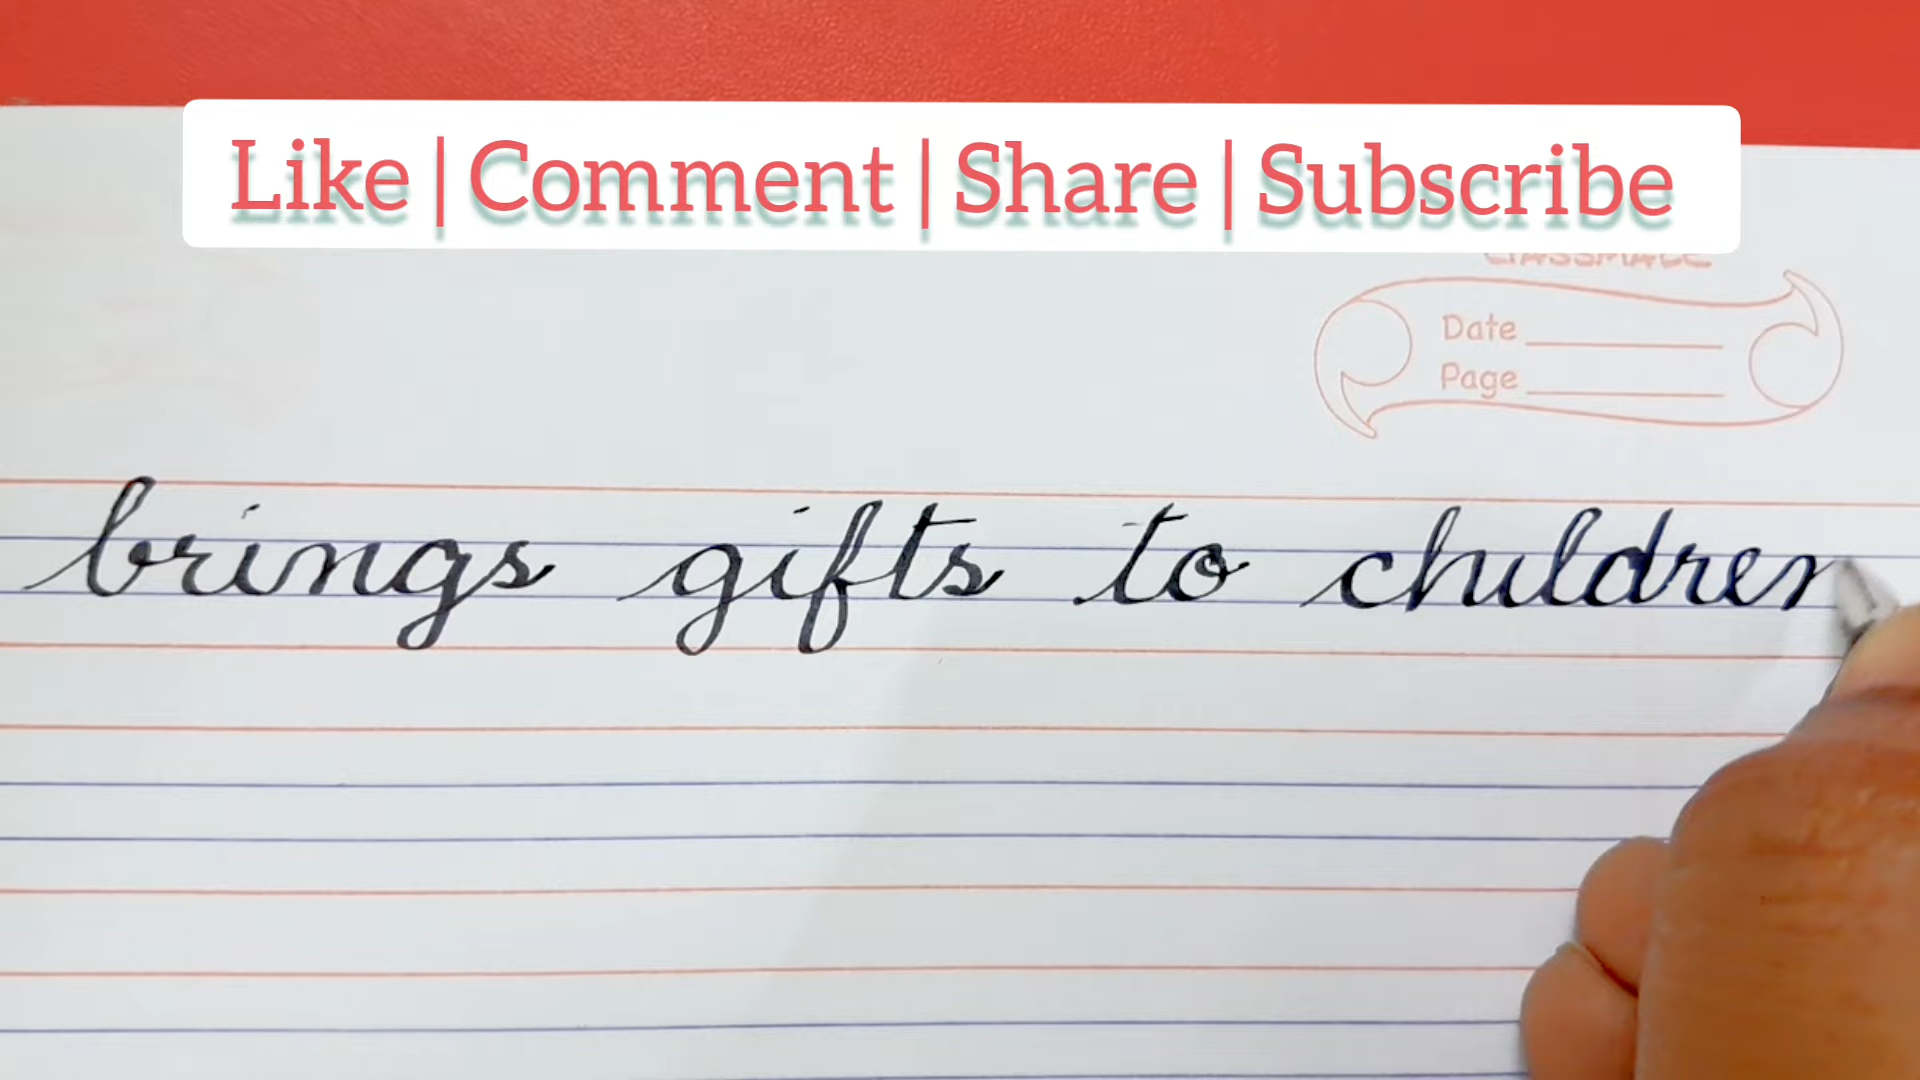 Like | Comment | Share | Subscribe
Date
Page
brings gifts to children